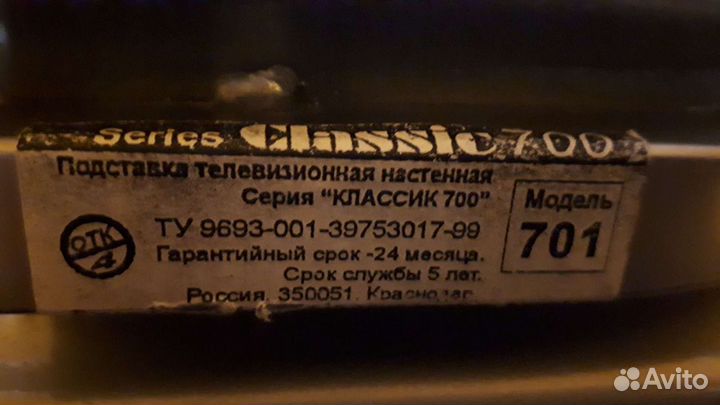 Series Classic 700
Подставка телевизионная настенная
Серия "КЛАССИК 700"
ТУ 9693-001-39753017-99
Гарантийный срок -24 месяца.
Срок службы 5 лет.
Россия, 350051, Краснодар,
Модель
701
ОТК
4
Avito